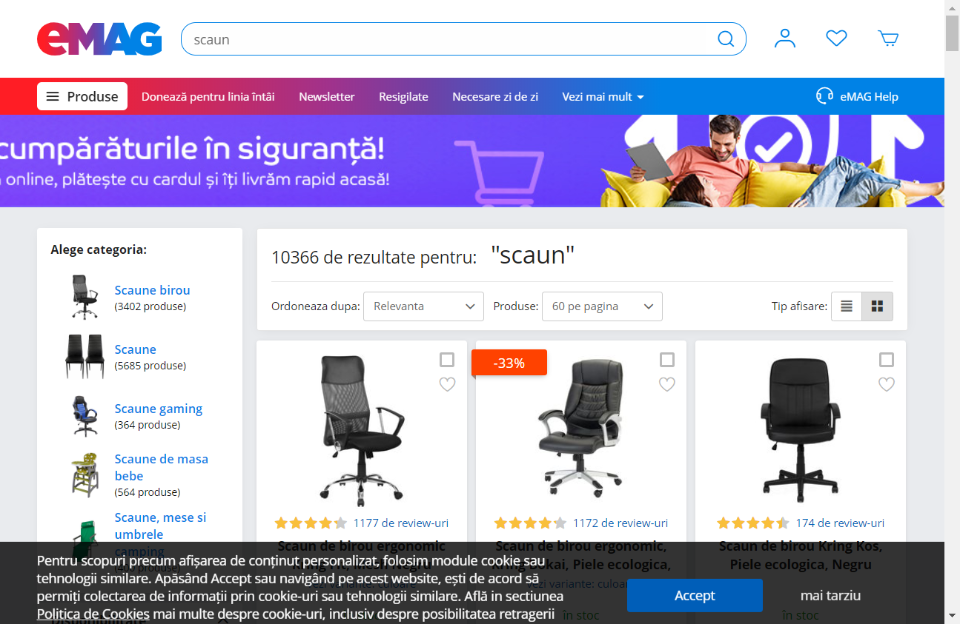 eMAG
scaun
Produse
Donează pentru linia întâi
Newsletter
Resigilate
Necesare zi de zi
Vezi mai mult
eMAG Help
cumpărăturile în siguranță!
online, plătește cu cardul și îți livrăm rapid acasă!
Alege categoria:
Scaune birou
(3402 produse)
Scaune
(5685 produse)
Scaune gaming
(364 produse)
Scaune de masa
bebe
(564 produse)
Scaune, mese si
umbrele
camping
10366 de rezultate pentru: "scaun"
Ordoneaza dupa: Relevanta
Produse: 60 pe pagina
Tip afisare:
1177 de review-uri
Scaun de birou ergonomic
-33%
1172 de review-uri
Scaun de birou ergonomic,
Kring Bokai, Piele ecologica,
174 de review-uri
Scaun de birou Kring Kos,
Piele ecologica, Negru
în stoc
în stoc
Pentru scopuri precum afișarea de conținut personalizat, folosim module cookie sau
tehnologii similare. Apăsând Accept sau navigând pe acest website, ești de acord să
permiți colectarea de informații prin cookie-uri sau tehnologii similare. Află in sectiunea
Politica de Cookies mai multe despre cookie-uri, inclusiv despre posibilitatea retragerii
Accept
mai tarziu